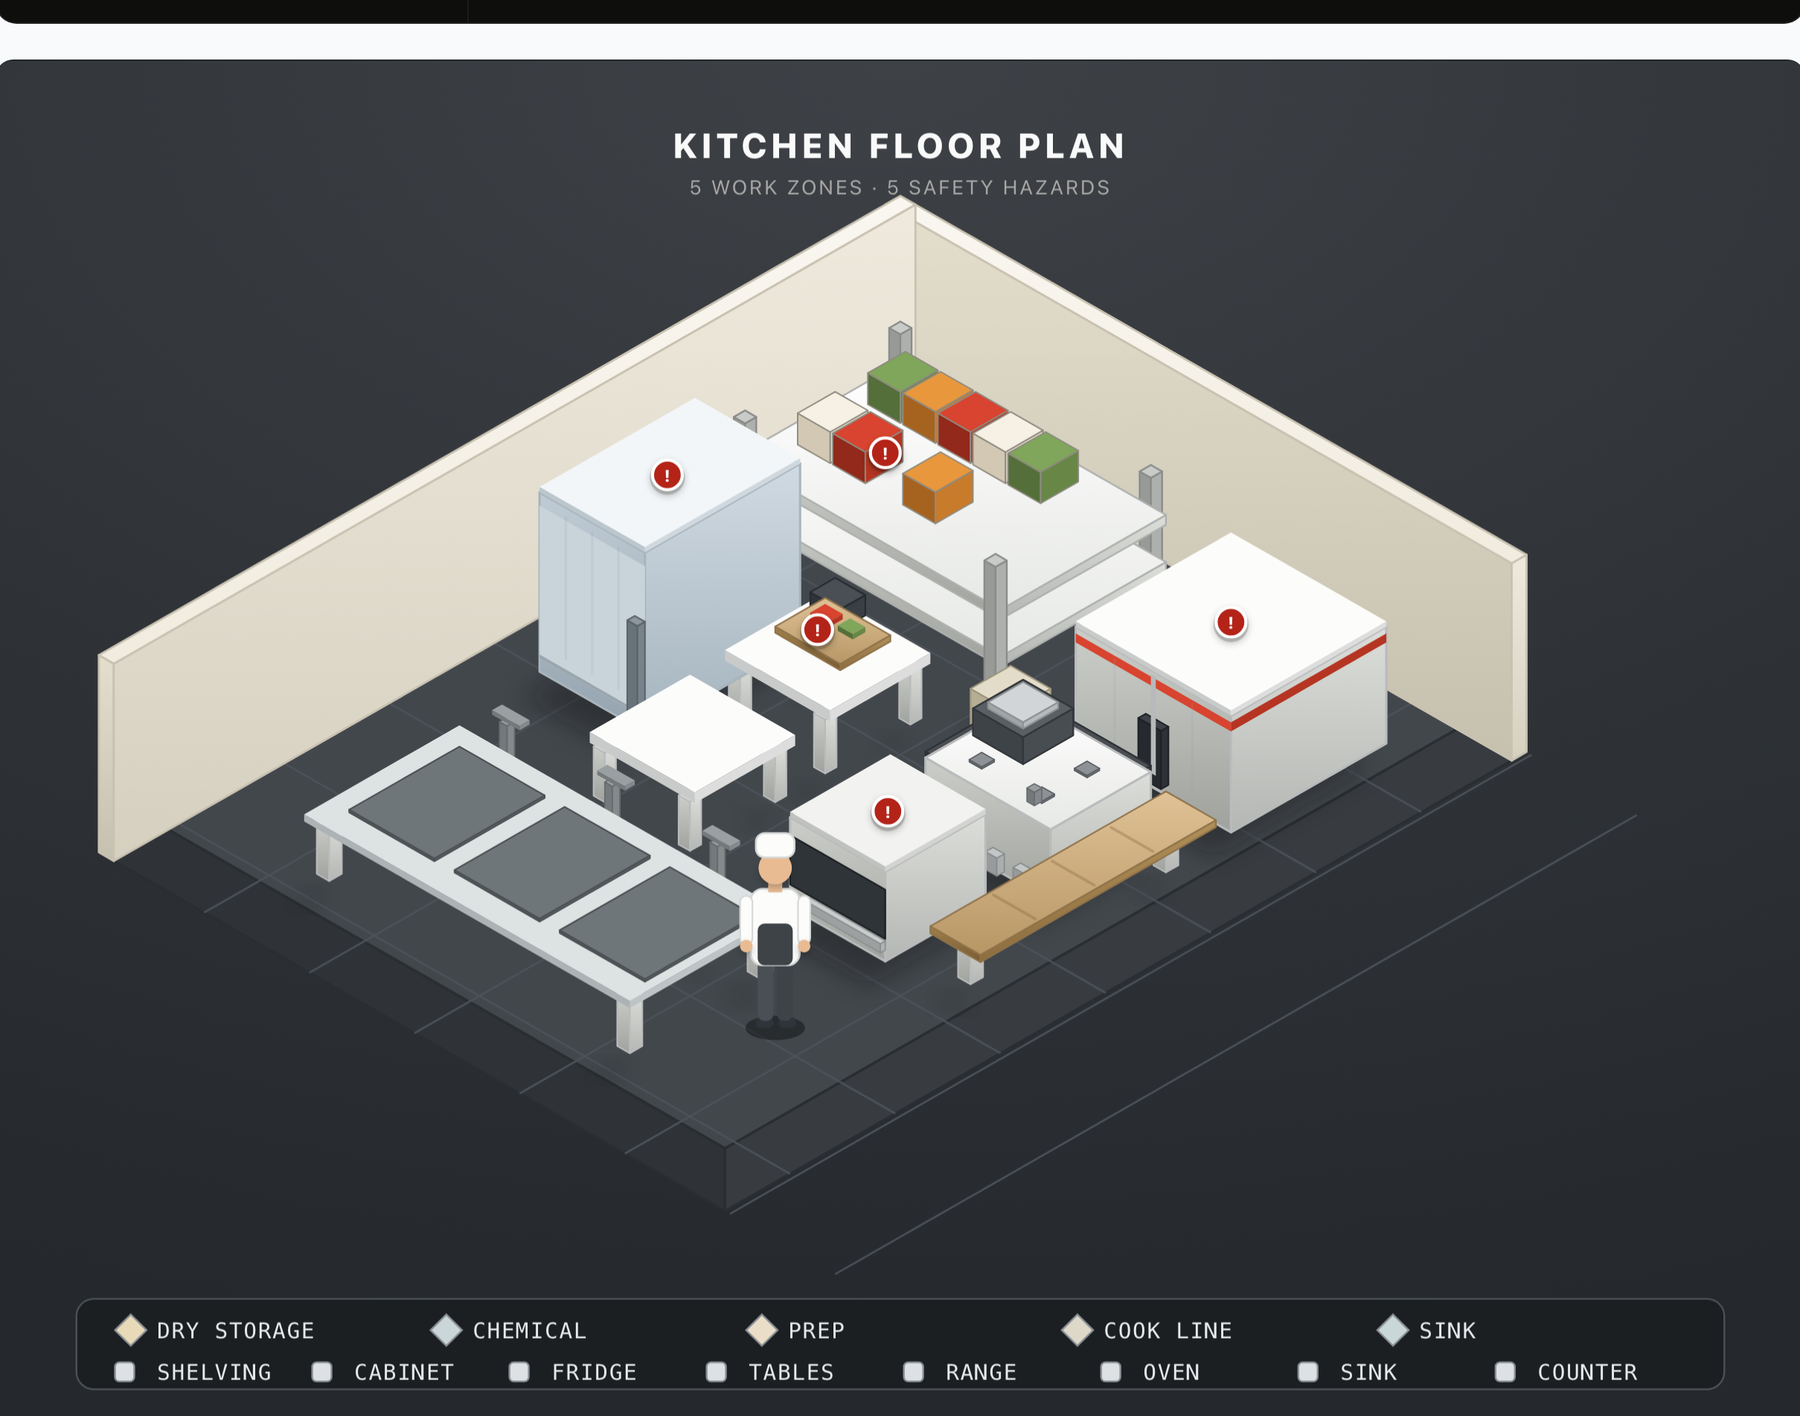 KITCHEN FLOOR PLAN
5 WORK ZONES · 5 SAFETY HAZARDS
!
!
!
!
!
DRY STORAGE CHEMICAL PREP COOK LINE SINK
SHELVING CABINET FRIDGE TABLES RANGE OVEN SINK COUNTER